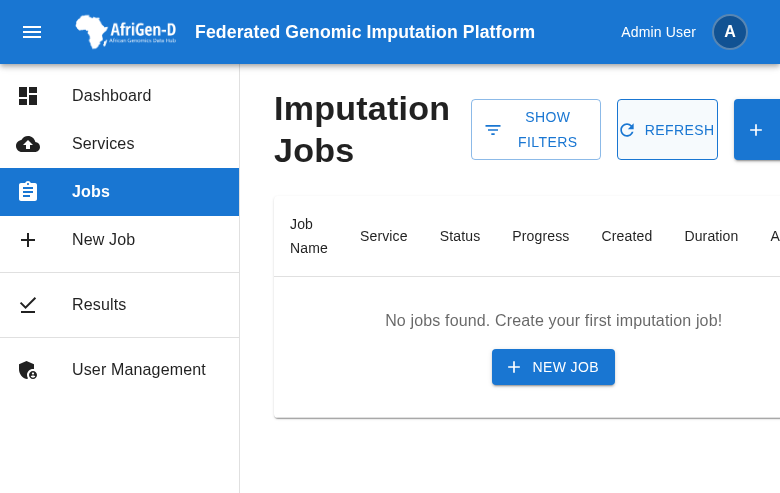 AfriGen-D
African Genomics Data Hub
Federated Genomic Imputation Platform
Admin User
A
Dashboard
Services
Jobs
New Job
Results
User Management
Imputation
Jobs
SHOW
FILTERS
REFRESH
Job
Name
Service
Status
Progress
Created
Duration
A
No jobs found. Create your first imputation job!
NEW JOB